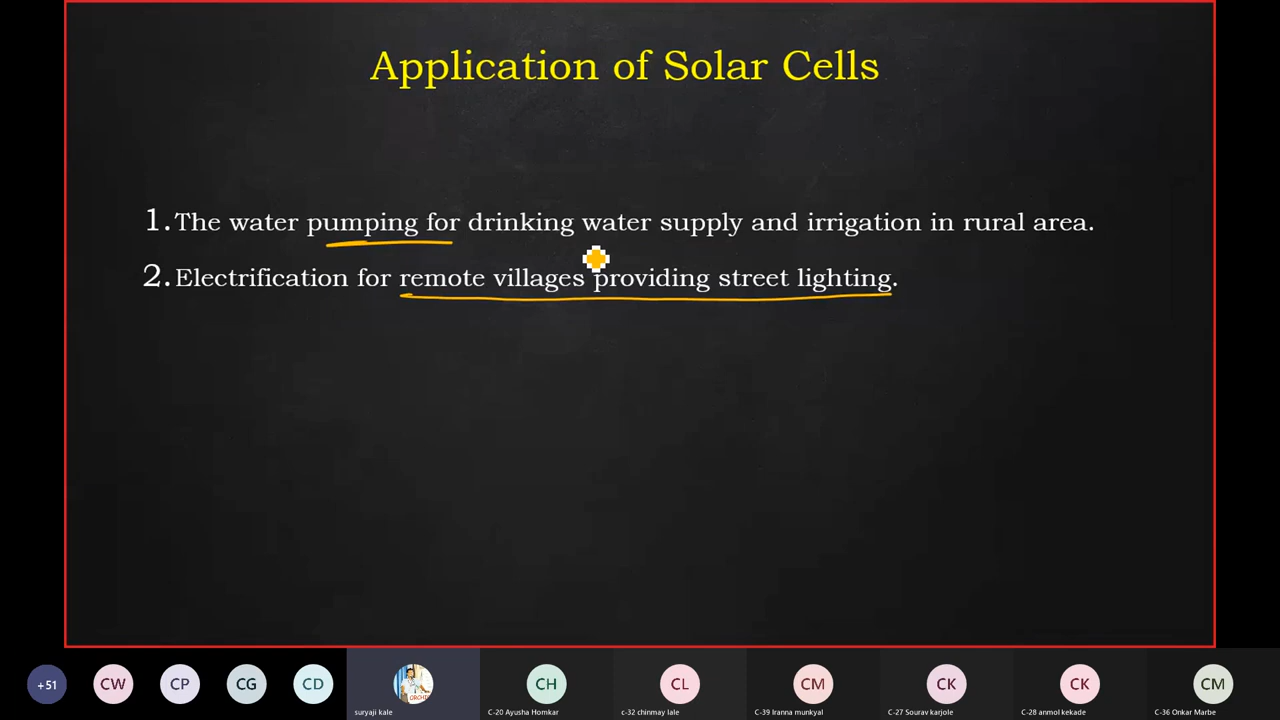 Application of Solar Cells
1. The water pumping for drinking water supply and irrigation in rural area.
2. Electrification for remote villages providing street lighting.
+51
CW
CP
CG
CD
CH
CL
CM
CK
CK
CM
suryaji kale
C-20 Ayusha Homkar
c-32 chinmay lale
C-39 Iranna munkyal
C-27 Sourav karjole
C-28 anmol kekade
C-36 Onkar Marbe